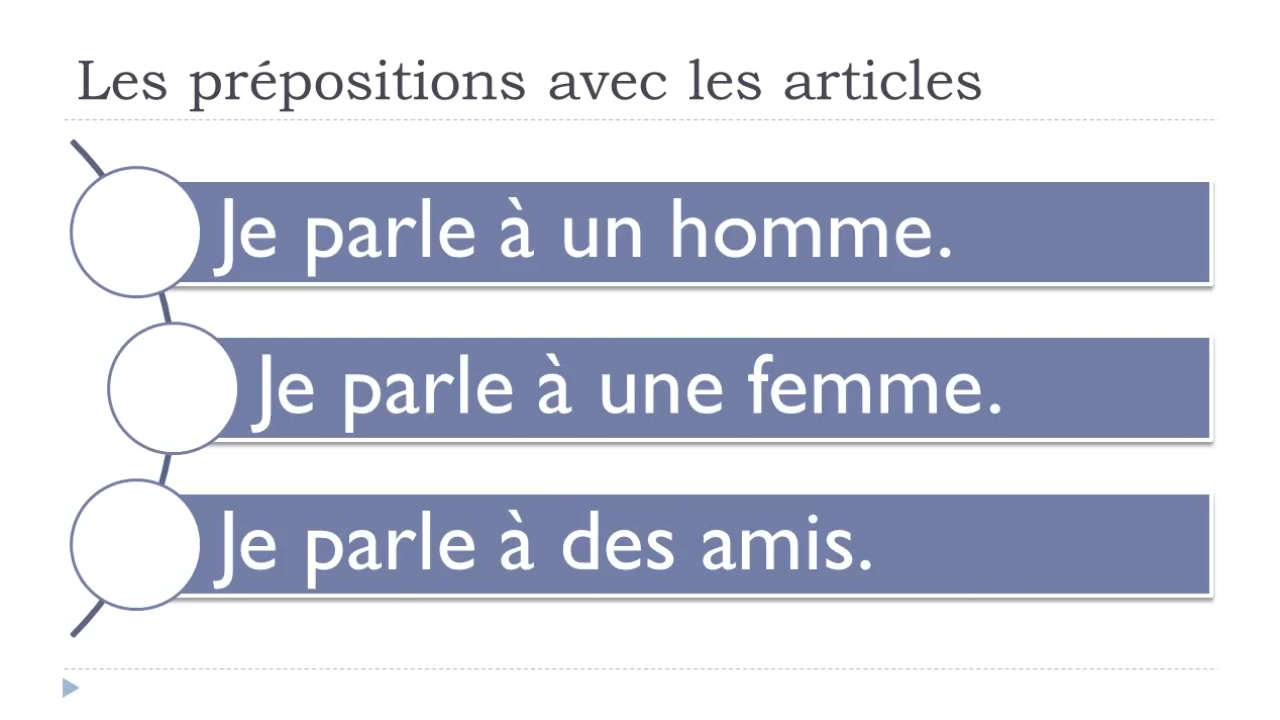 Les prépositions avec les articles
Je parle à un homme.
Je parle à une femme.
Je parle à des amis.